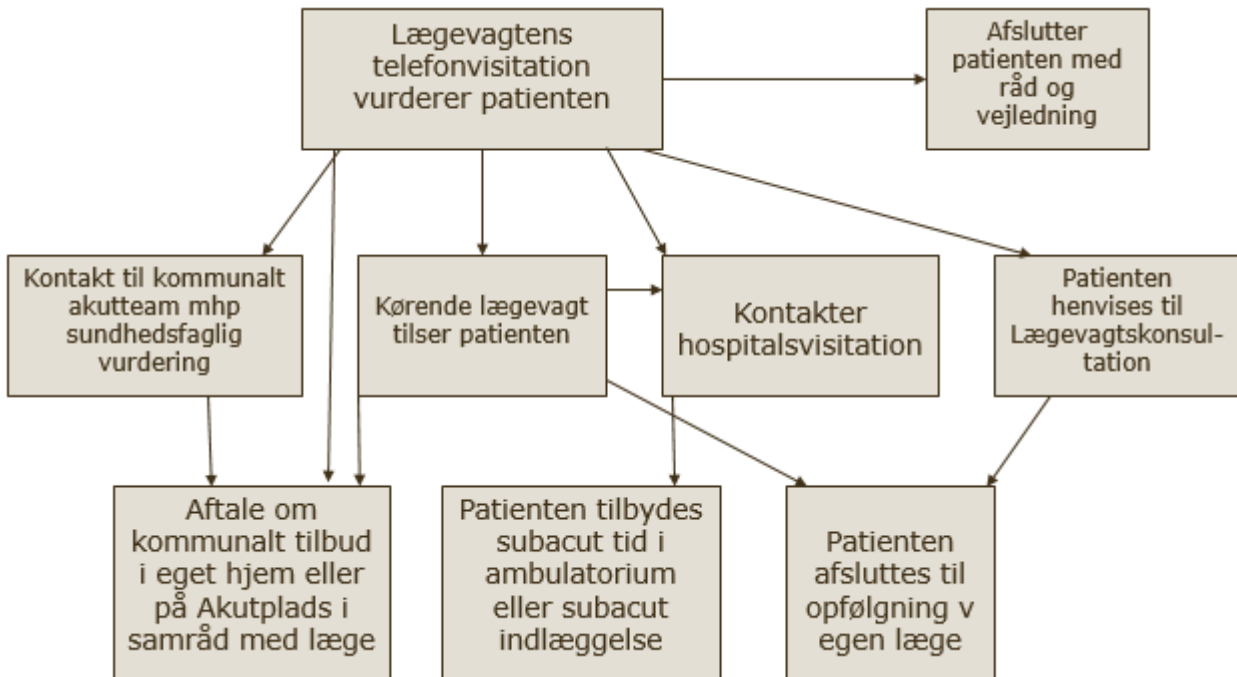 Lægevagtens
telefonvisitation
vurderer patienten
Afslutter
patienten med
råd og
vejledning
Kontakt til kommunalt
akutteam mhp
sundhedsfaglig
vurdering
Kørende lægevagt
tilser patienten
Kontakter
hospitalsvisitation
Patienten
henvises til
Lægevagtskonsul-
tation
Aftale om
kommunalt tilbud
i eget hjem eller
på Akutplads i
samråd med læge
Patienten tilbydes
subacut tid i
ambulatorium
eller subacut
indlæggelse
Patienten
afsluttes til
opfølgning v
egen læge